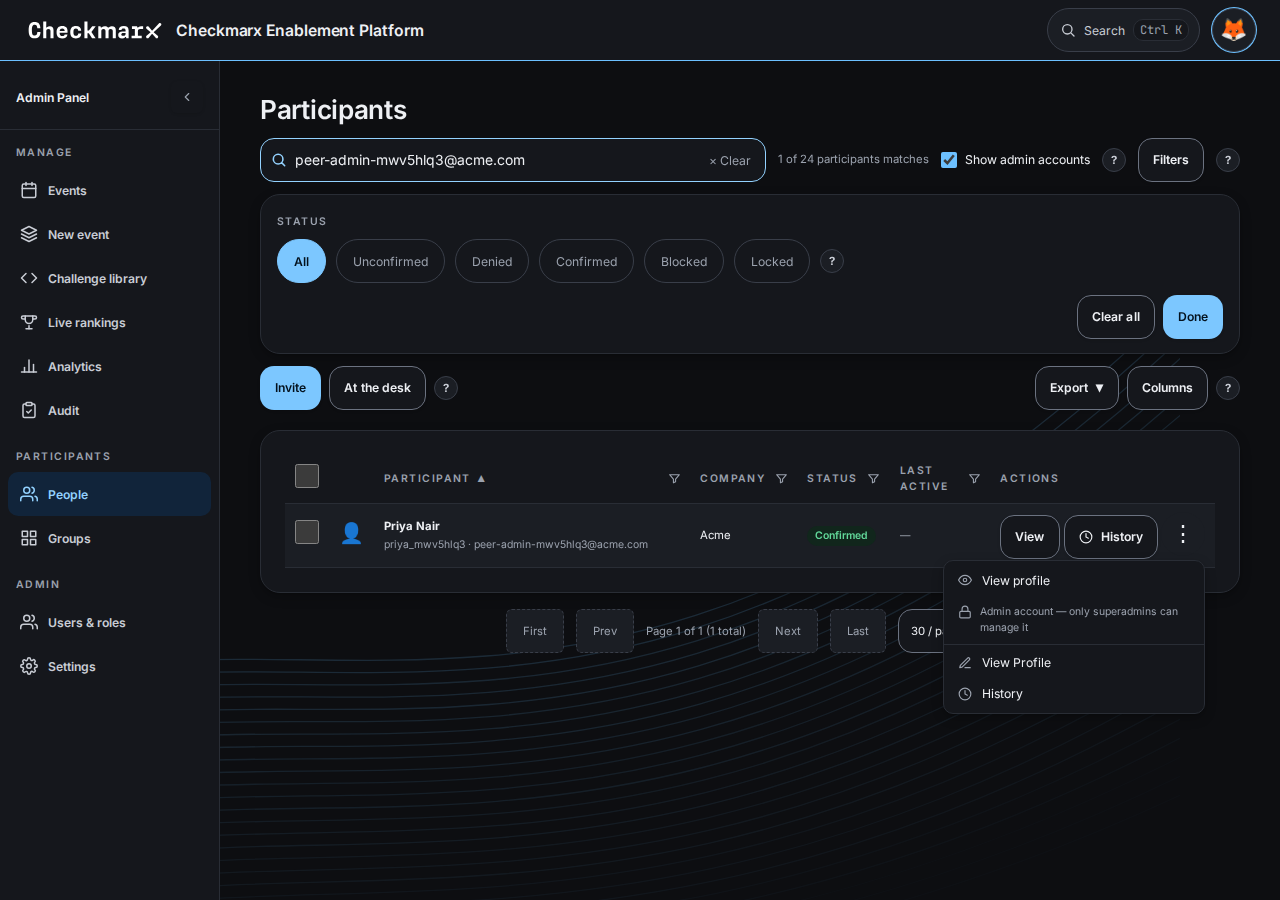 Checkmarx Checkmarx Enablement Platform Search Ctrl K
Admin Panel
MANAGE
Events
New event
Challenge library
Live rankings
Analytics
Audit
PARTICIPANTS
People
Groups
ADMIN
Users & roles
Settings
Participants
peer-admin-mwv5hlq3@acme.com × Clear 1 of 24 participants matches Show admin accounts ? Filters ?
STATUS
All Unconfirmed Denied Confirmed Blocked Locked ?
Clear all Done
Invite At the desk ? Export ▼ Columns ?
PARTICIPANT ▲ COMPANY STATUS LAST ACTIVE ACTIONS
Priya Nair
priya_mwv5hlq3 · peer-admin-mwv5hlq3@acme.com
Acme Confirmed — View History
View profile
Admin account — only superadmins can
manage it
View Profile
History
First Prev Page 1 of 1 (1 total) Next Last 30 /